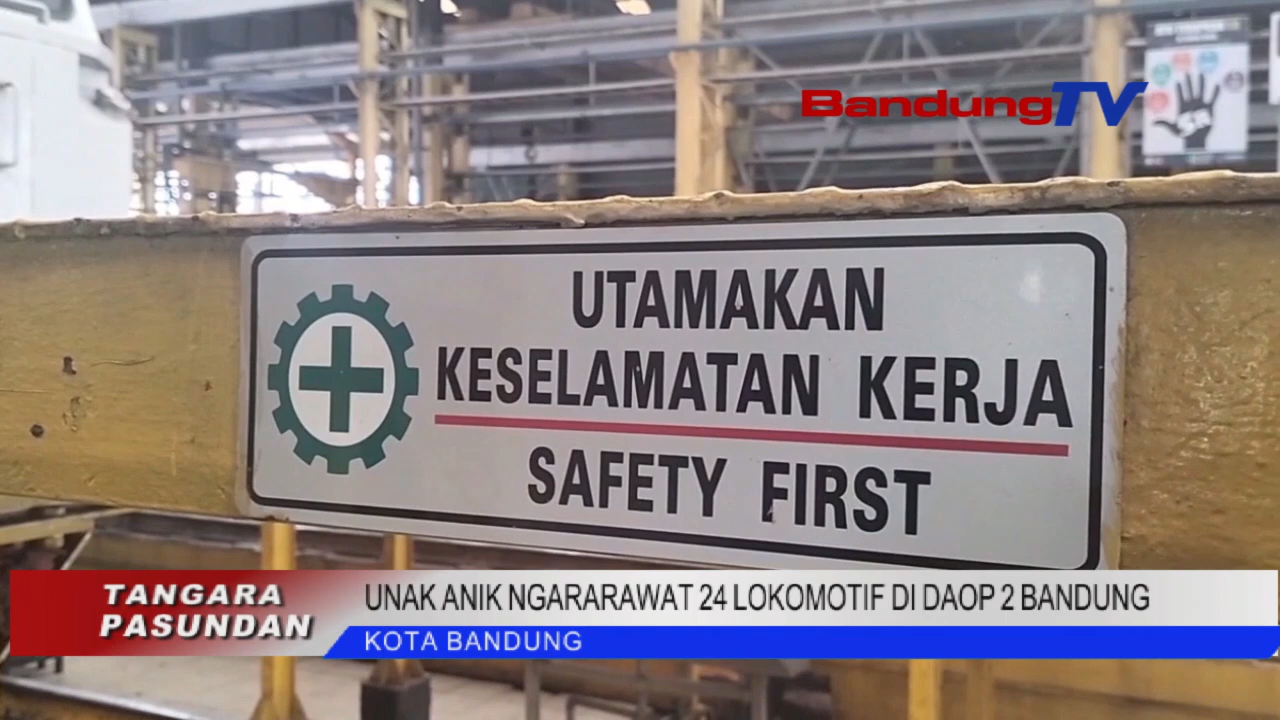 BandungTV
UTAMAKAN
KESELAMATAN KERJA
SAFETY FIRST
TANGARA
PASUNDAN
UNAK ANIK NGARARAWAT 24 LOKOMOTIF DI DAOP 2 BANDUNG
KOTA BANDUNG